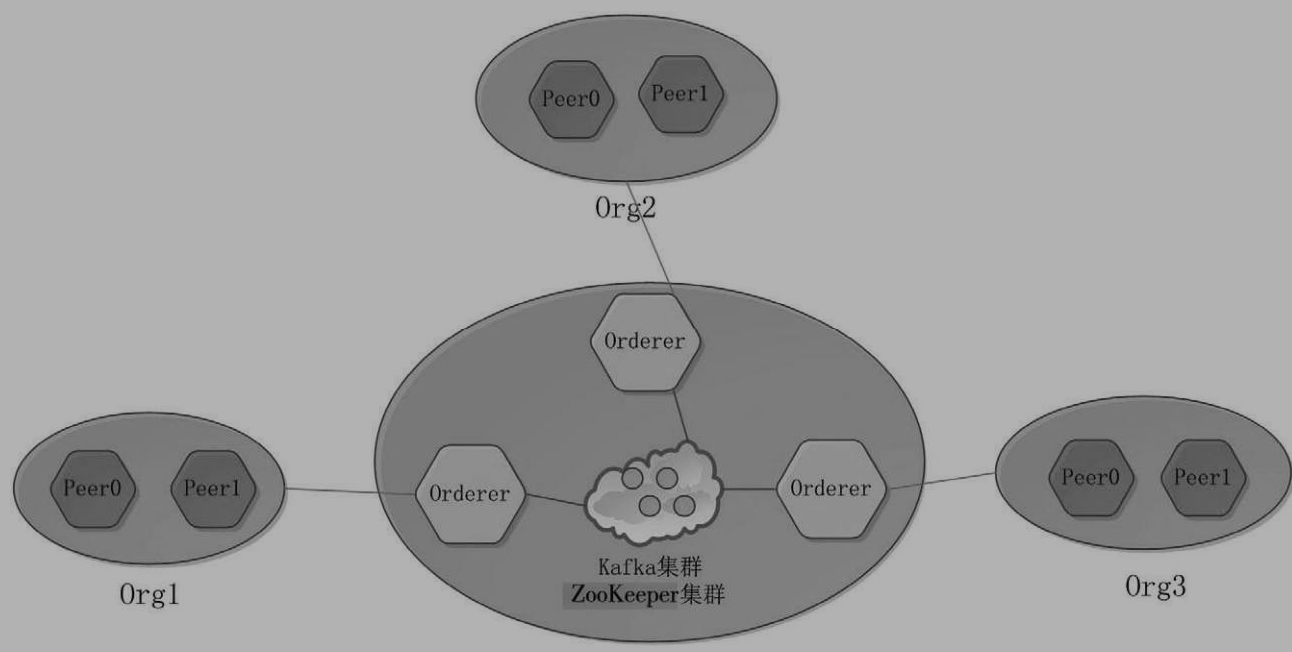 Peer0
Peer1
Org2
Orderer
Orderer
Orderer
Peer0
Peer1
Peer0
Peer1
Kafka集群
ZooKeeper集群
Org1
Org3